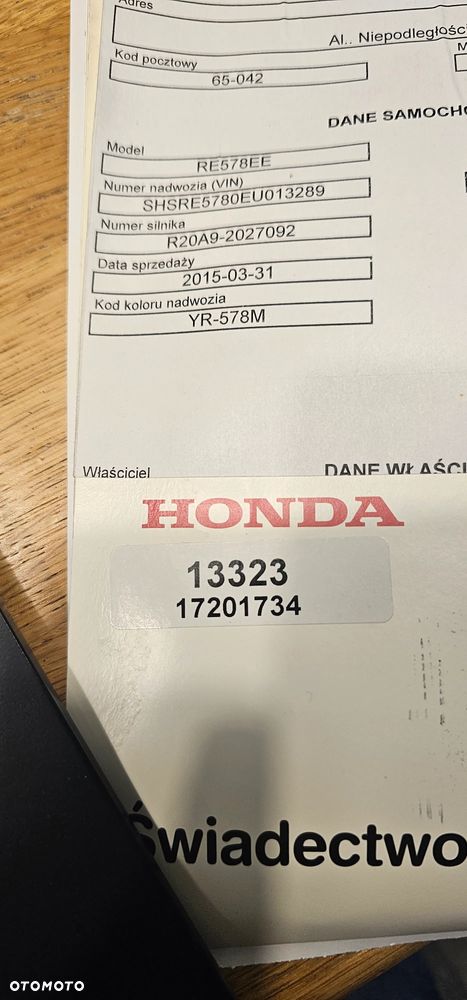 Adres
Al.. Niepodległości
Kod pocztowy
65-042
M
DANE SAMOCHO
Model
RE578EE
Numer nadwozia (VIN)
SHSRE5780EU013289
Numer silnika
R20A9-2027092
Data sprzedaży
2015-03-31
Kod koloru nadwozia
YR-578M
Właściciel
DANE WŁAŚCI
HONDA
13323
17201734
Świadectwo
OTOMOTO